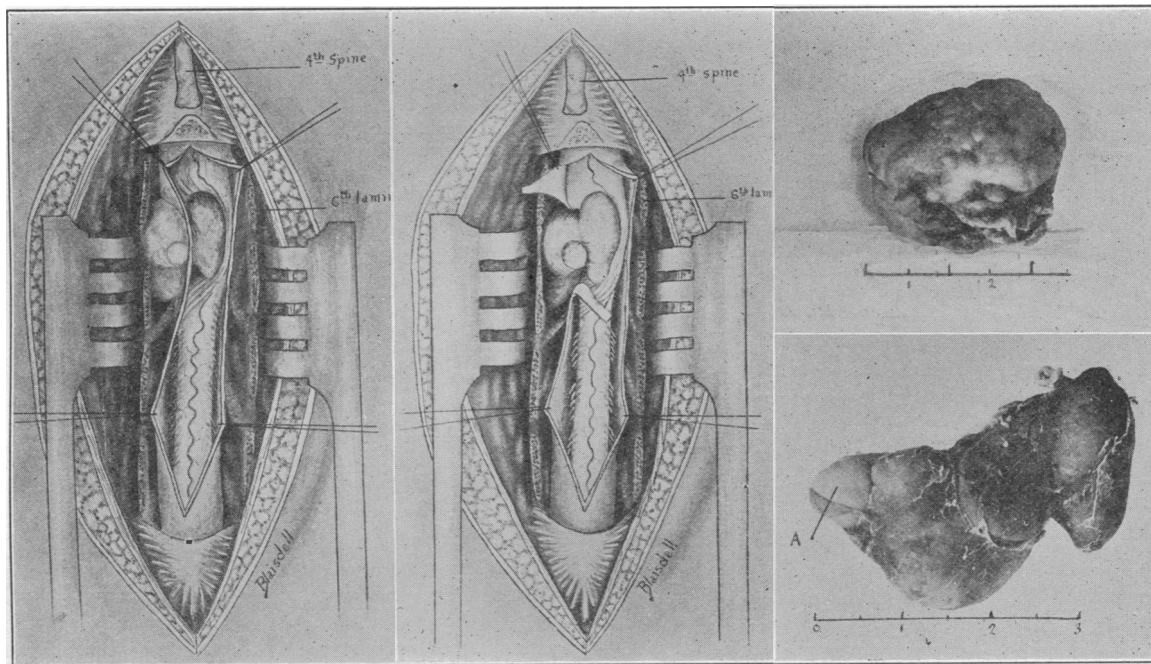 4th spine
6th lamin
Blaisdell
4th spine
6th lam
Blaisdell
1 2
A
0 1 2 3